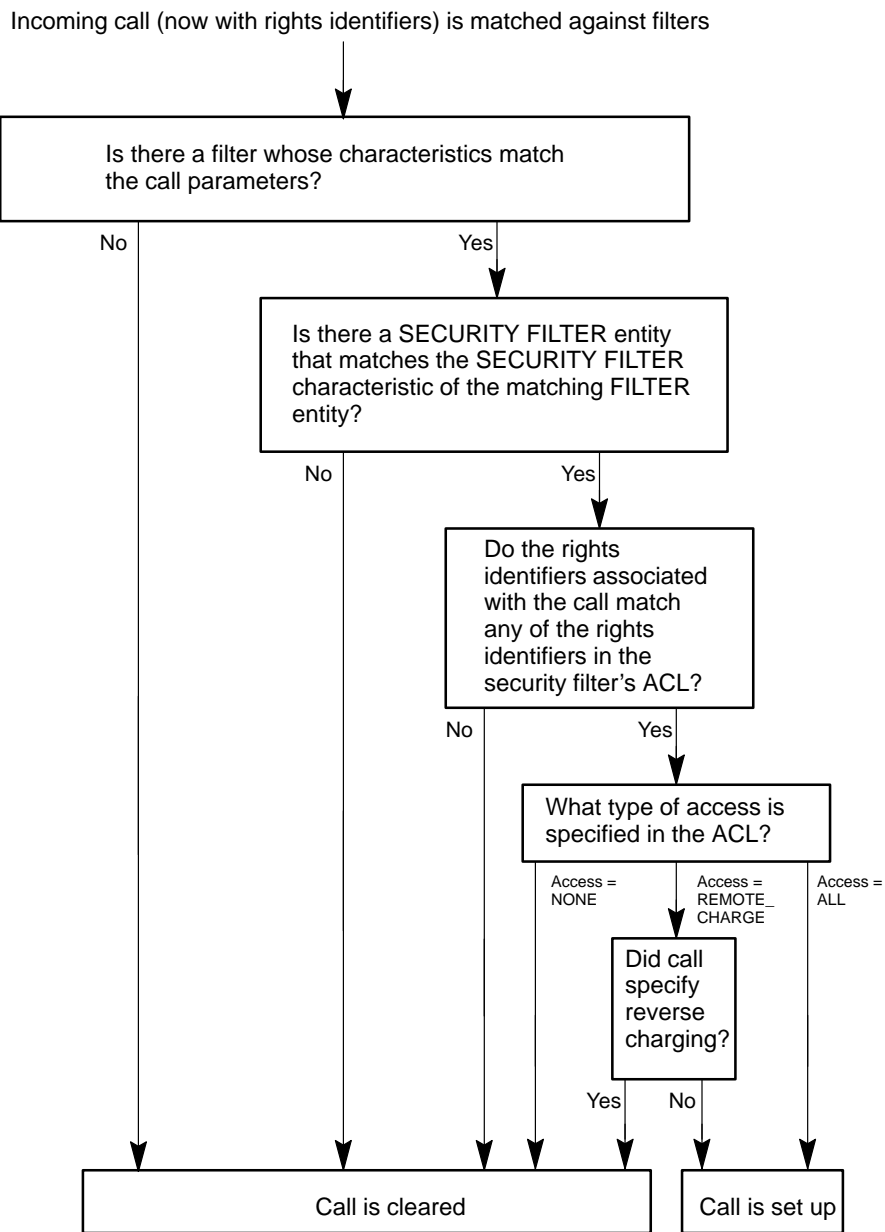 Incoming call (now with rights identifiers) is matched against filters
Is there a filter whose characteristics match
the call parameters?
No
Yes
Is there a SECURITY FILTER entity
that matches the SECURITY FILTER
characteristic of the matching FILTER
entity?
No
Yes
Do the rights
identifiers associated
with the call match
any of the rights
identifiers in the
security filter's ACL?
No
Yes
What type of access is
specified in the ACL?
Access =
NONE
Access =
REMOTE_
CHARGE
Access =
ALL
Did call
specify
reverse
charging?
Yes
No
Call is cleared
Call is set up